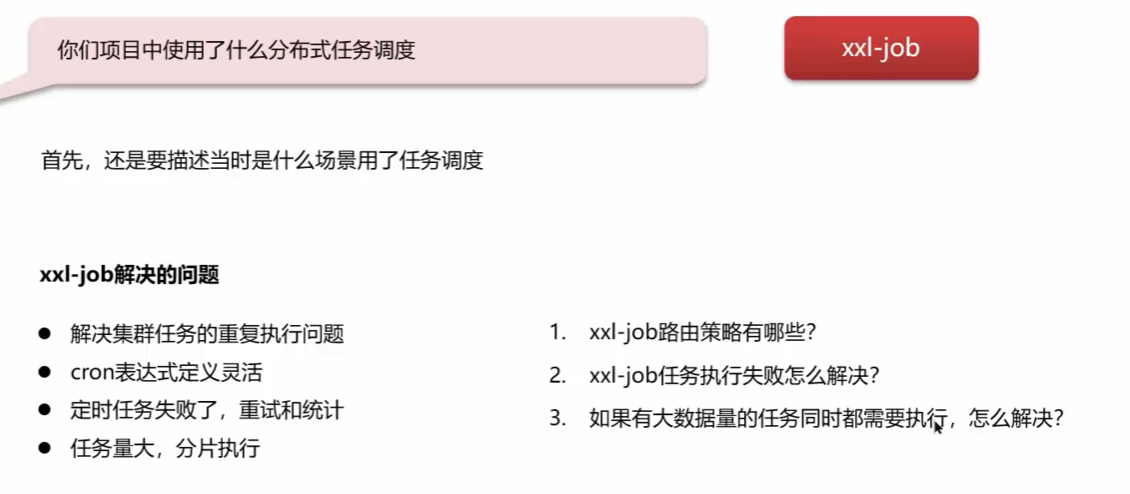 你们项目中使用了什么分布式任务调度
xxl-job
首先，还是要描述当时是什么场景用了任务调度
xxl-job解决的问题
● 解决集群任务的重复执行问题
● cron表达式定义灵活
● 定时任务失败了，重试和统计
● 任务量大，分片执行
1. xxl-job路由策略有哪些？
2. xxl-job任务执行失败怎么解决？
3. 如果有大数据量的任务同时都需要执行，怎么解决？